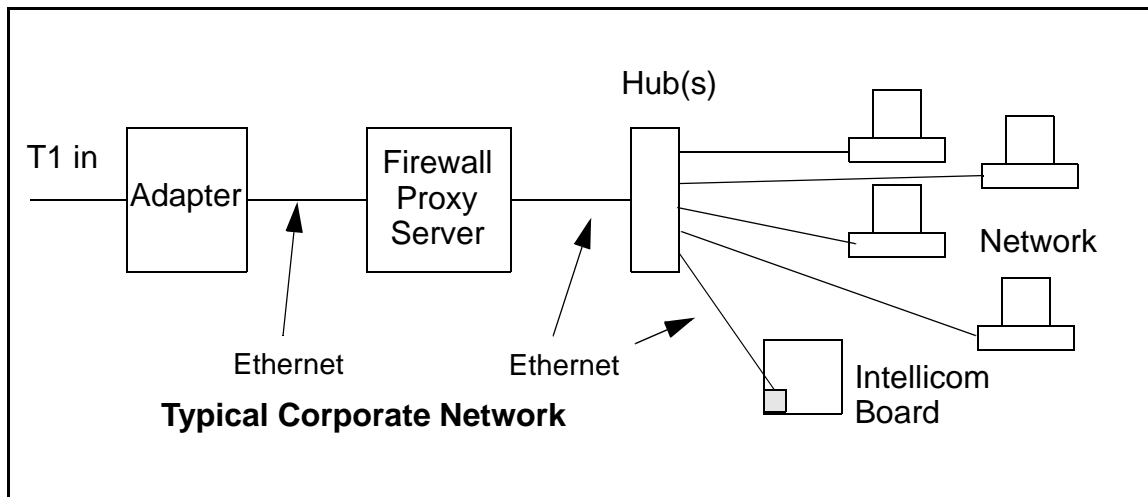 Hub(s)
T1 in
Adapter
Firewall
Proxy
Server
Network
Ethernet
Ethernet
Intellicom
Board
Typical Corporate Network